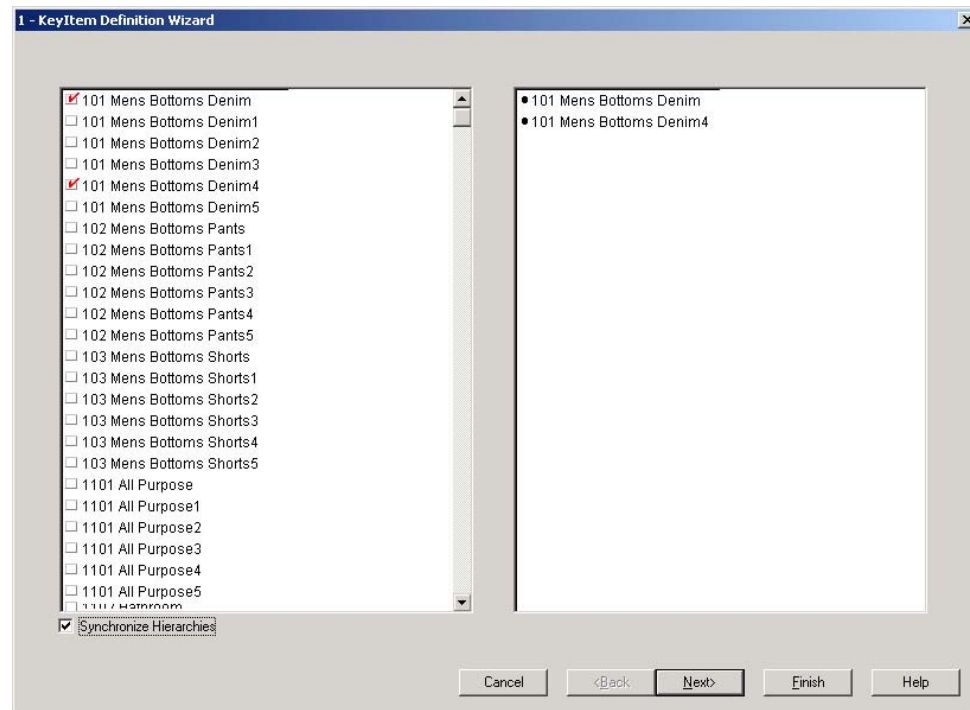 1 - KeyItem Definition Wizard
101 Mens Bottoms Denim
101 Mens Bottoms Denim1
101 Mens Bottoms Denim2
101 Mens Bottoms Denim3
101 Mens Bottoms Denim4
101 Mens Bottoms Denim5
102 Mens Bottoms Pants
102 Mens Bottoms Pants1
102 Mens Bottoms Pants2
102 Mens Bottoms Pants3
102 Mens Bottoms Pants4
102 Mens Bottoms Pants5
103 Mens Bottoms Shorts
103 Mens Bottoms Shorts1
103 Mens Bottoms Shorts2
103 Mens Bottoms Shorts3
103 Mens Bottoms Shorts4
103 Mens Bottoms Shorts5
1101 All Purpose
1101 All Purpose1
1101 All Purpose2
1101 All Purpose3
1101 All Purpose4
1101 All Purpose5
Bathroom
Synchronize Hierarchies
101 Mens Bottoms Denim
101 Mens Bottoms Denim4
Cancel
<Back
Next>
Finish
Help